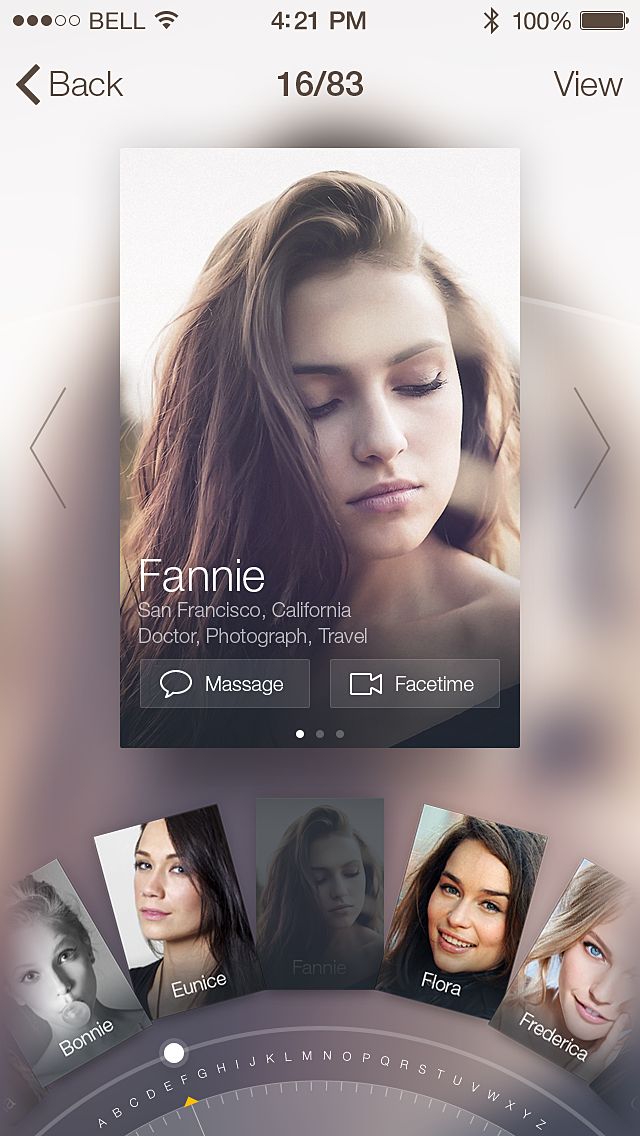 BELL 4:21 PM 100%
Back 16/83 View
Fannie
San Francisco, California
Doctor, Photograph, Travel
Massage Facetime
Bonnie Eunice Fannie Flora Frederica
A B C D E F G H I J K L M N O P Q R S T U V W X Y Z